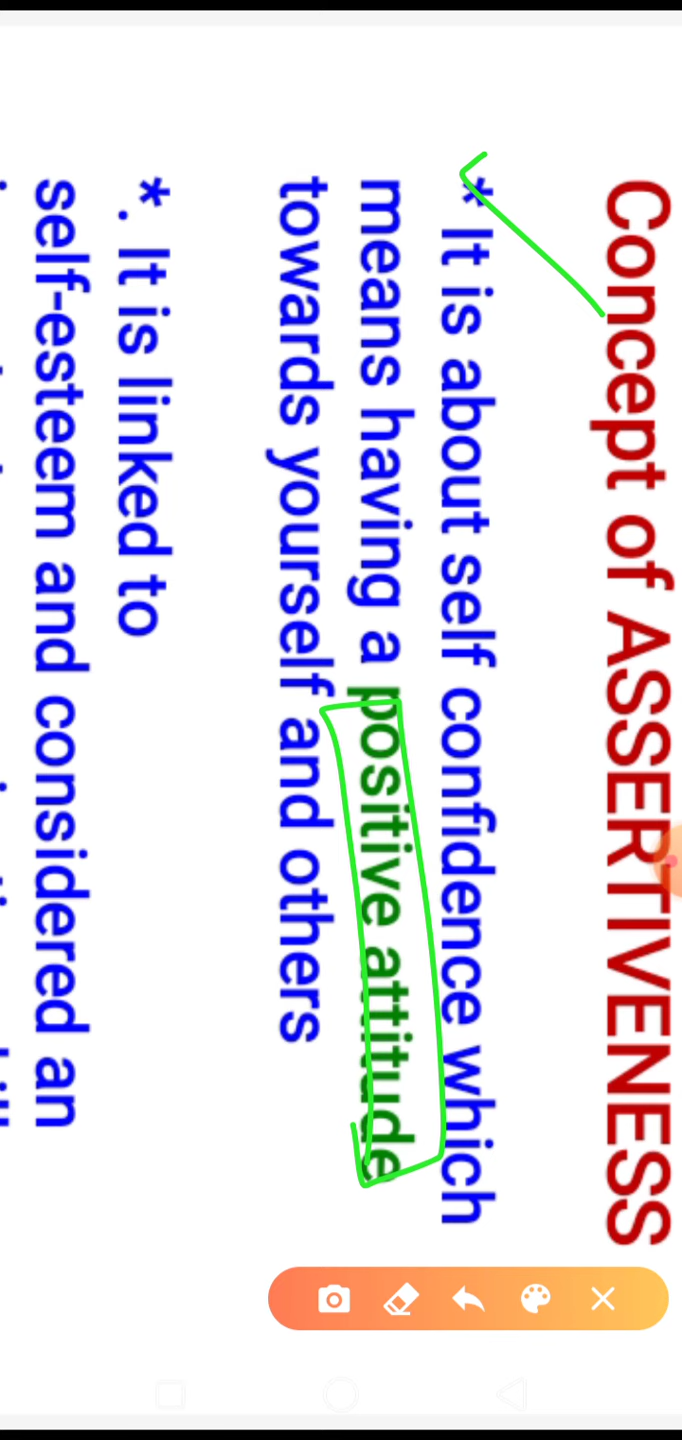 Concept of ASSERTIVENESS
* It is about self confidence which
means having a positive attitude
towards yourself and others
*. It is linked to
self-esteem and considered an